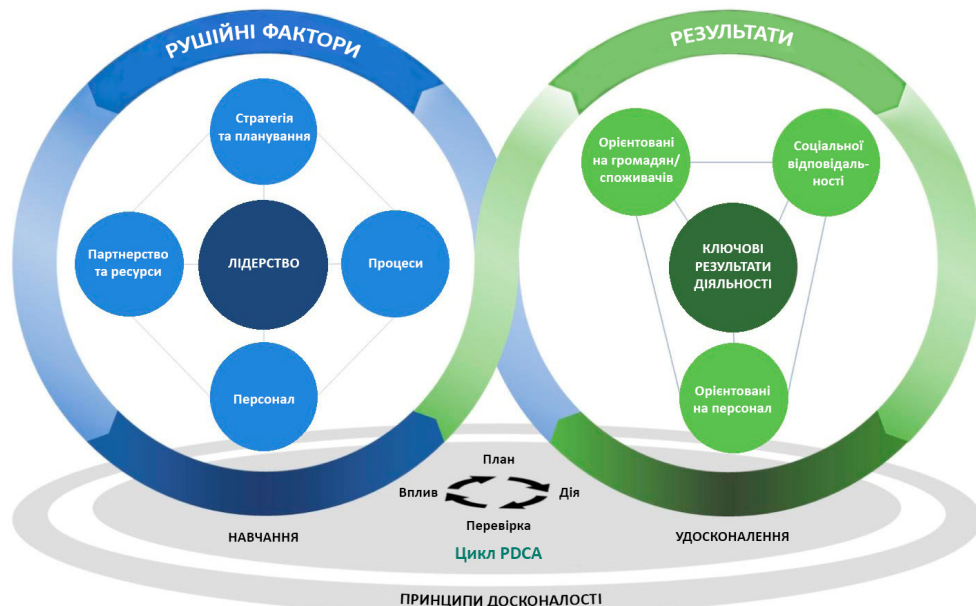 РУШІЙНІ ФАКТОРИ
Стратегія
та планування
Партнерство
та ресурси
ЛІДЕРСТВО
Процеси
Персонал
РЕЗУЛЬТАТИ
Орієнтовані
на громадян/
споживачів
Соціальної
відповідаль-
ності
КЛЮЧОВІ
РЕЗУЛЬТАТИ
ДІЯЛЬНОСТІ
Орієнтовані
на персонал
План
Вплив
Дія
Перевірка
НАВЧАННЯ
УДОСКОНАЛЕННЯ
Цикл PDCA
ПРИНЦИПИ ДОСКОНАЛОСТІ